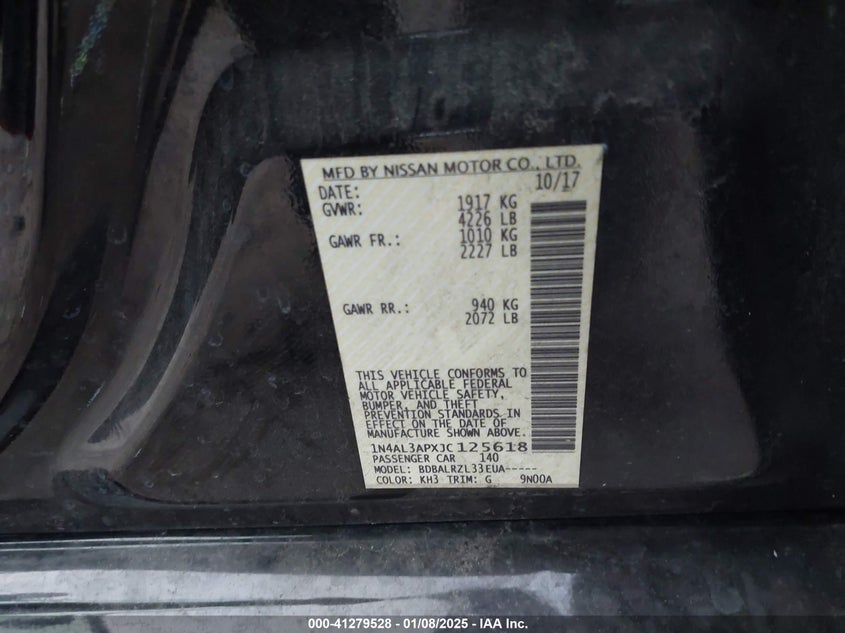 MFD BY NISSAN MOTOR CO., LTD.
DATE: 10/17
GVWR: 1917 KG
4226 LB
GAWR FR.: 1010 KG
2227 LB
GAWR RR.: 940 KG
2072 LB
THIS VEHICLE CONFORMS TO
ALL APPLICABLE FEDERAL
MOTOR VEHICLE SAFETY,
BUMPER, AND THEFT
PREVENTION STANDARDS IN
EFFECT ON THE DATE OF
MANUFACTURE SHOWN ABOVE.
1N4AL3APXJC125618
PASSENGER CAR 140
MODEL: BDBALRZL33EUA-----
COLOR: KH3 TRIM: G 9N00A
000-41279528 - 01/08/2025 - IAA Inc.